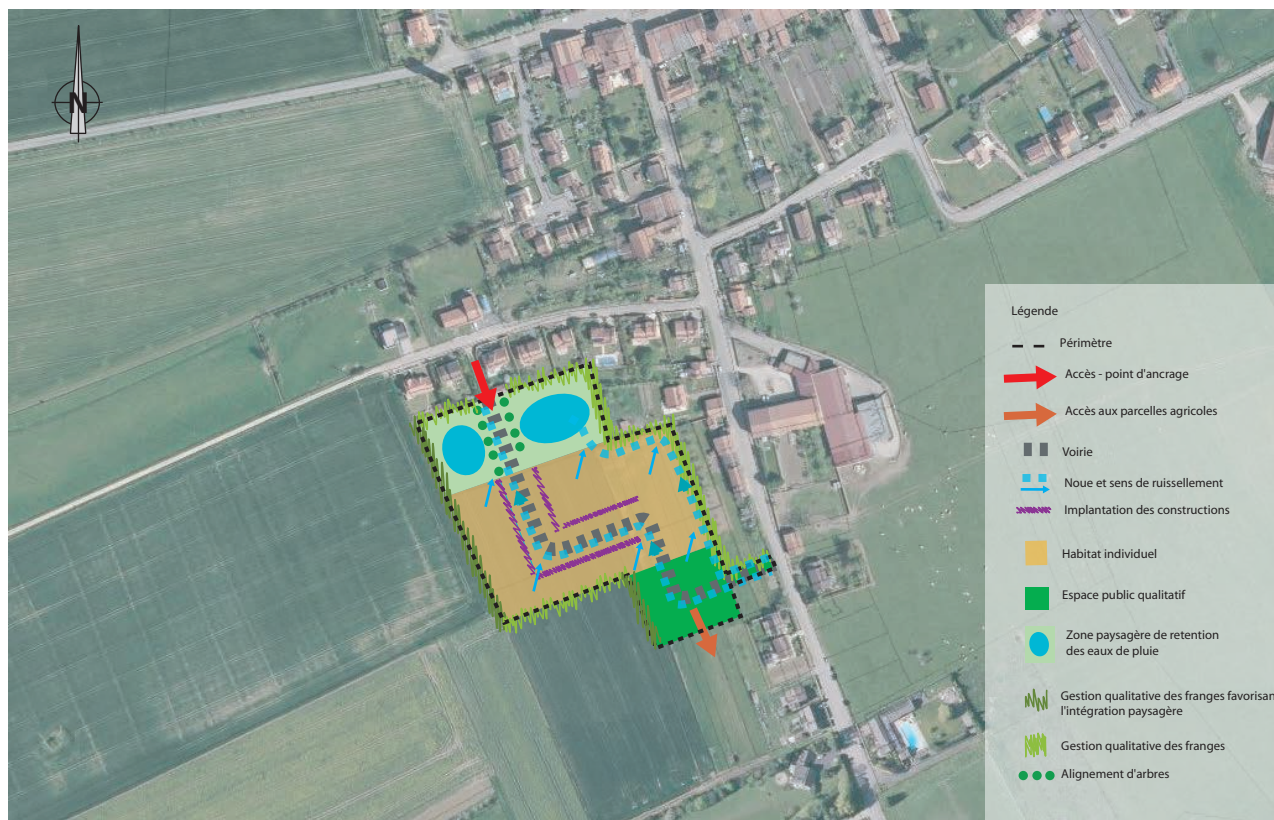 N
Légende
Périmètre
Accès - point d'ancrage
Accès aux parcelles agricoles
Voirie
Noue et sens de ruissellement
Implantation des constructions
Habitat individuel
Espace public qualitatif
Zone paysagère de retention
des eaux de pluie
Gestion qualitative des franges favorisan
l'intégration paysagère
Gestion qualitative des franges
Alignement d'arbres